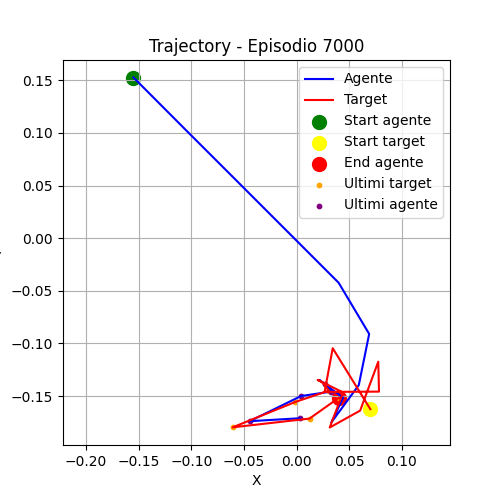 Trajectory - Episodio 7000
0.15
0.10
0.05
0.00
−0.05
−0.10
−0.15
−0.20
−0.15
−0.10
−0.05
0.00
0.05
0.10
X
Agente
Target
Start agente
Start target
End agente
Ultimi target
Ultimi agente